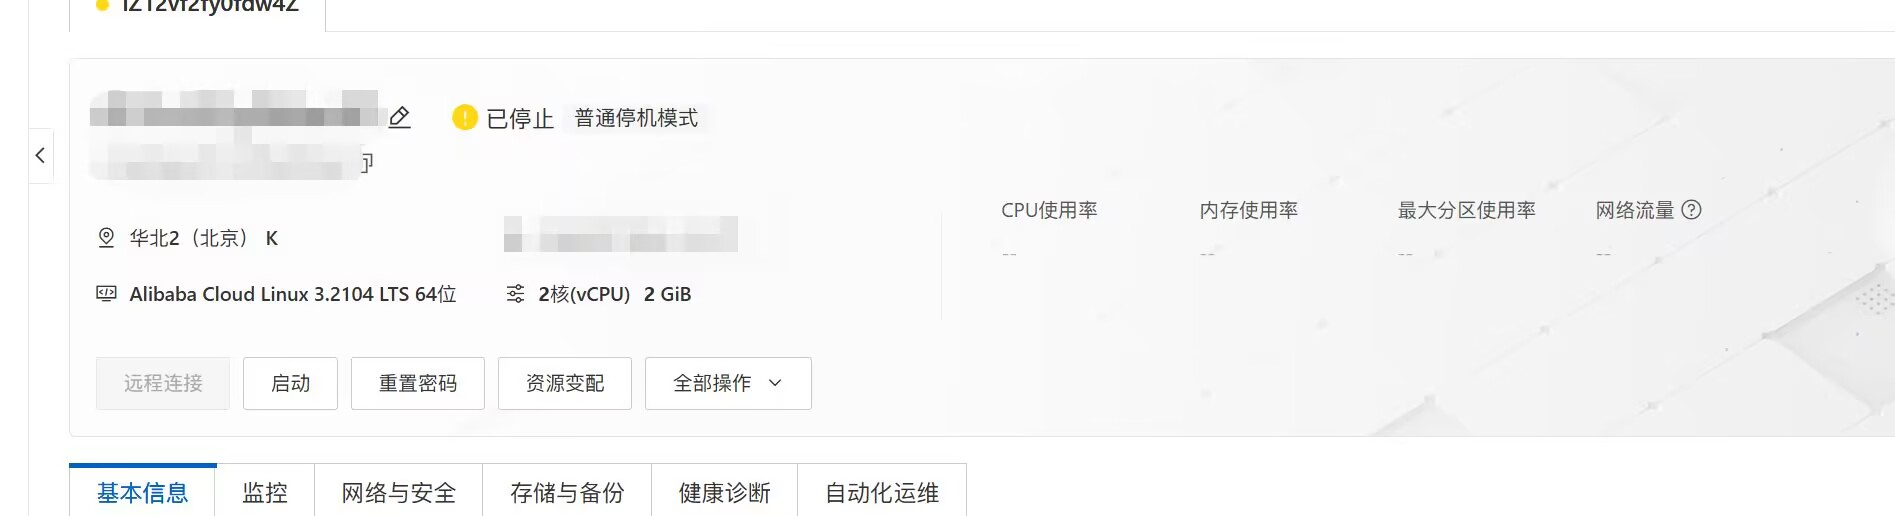 iZ12vf2fy0fdw4Z
已停止 普通停机模式
CPU使用率 内存使用率 最大分区使用率 网络流量
-- -- -- --
华北2（北京） K
Alibaba Cloud Linux 3.2104 LTS 64位 2核(vCPU) 2 GiB
远程连接 启动 重置密码 资源变配 全部操作
基本信息 监控 网络与安全 存储与备份 健康诊断 自动化运维